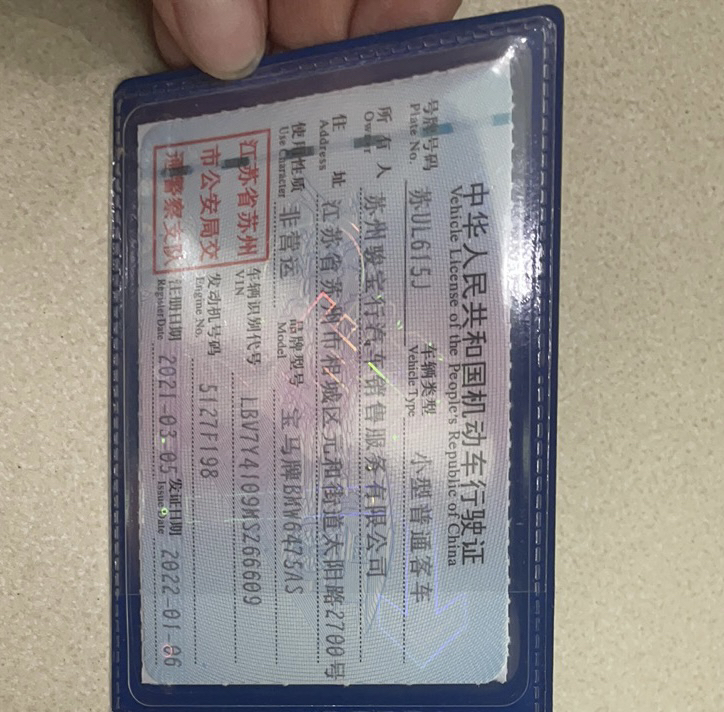 中华人民共和国机动车行驶证
Vehicle License of the People's Republic of China
号牌号码 苏·UL615J 车辆类型 小型普通客车
Plate No. Vehicle Type
所有人 苏州骏宝行汽车销售服务有限公司
Owner
住址 江苏省苏州市相城区元和街道太阳路2700号
Address
使用性质 非营运 品牌型号 宝马牌BMW6475AS
Use Character Model
江苏省苏州
市公安局交
通警察支队
车辆识别代号 LBV7Y4109MSZ66609
VIN
发动机号码 5127F198
Engine No.
注册日期 2021-03-05 发证日期 2022-01-06
Register Date Issue Date